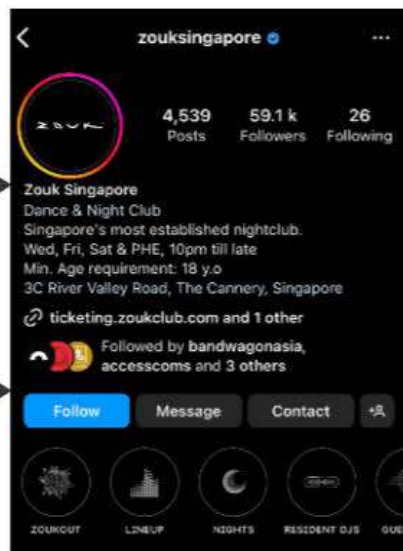 zouksingapore
ZOUK
4,539 59.1 k 26
Posts Followers Following
Zouk Singapore
Dance & Night Club
Singapore's most established nightclub.
Wed, Fri, Sat & PHE, 10pm till late
Min. Age requirement: 18 y.o
3C River Valley Road, The Cannery, Singapore
ticketing.zoukclub.com and 1 other
Followed by bandwagonasia,
accesscoms and 3 others
Follow Message Contact
ZOUKOUT LINEUP NIGHTS RESIDENT DJS